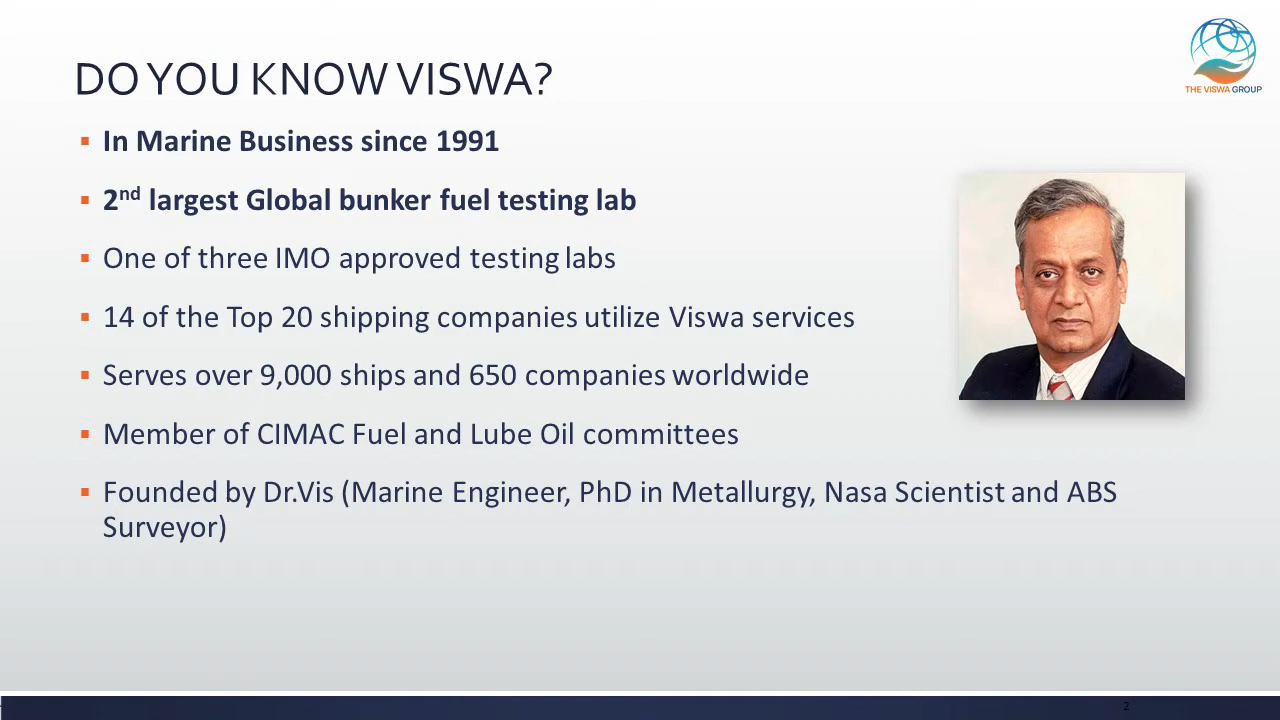 DO YOU KNOW VISWA?
THE VISWA GROUP
▪ In Marine Business since 1991
▪ 2nd largest Global bunker fuel testing lab
▪ One of three IMO approved testing labs
▪ 14 of the Top 20 shipping companies utilize Viswa services
▪ Serves over 9,000 ships and 650 companies worldwide
▪ Member of CIMAC Fuel and Lube Oil committees
▪ Founded by Dr.Vis (Marine Engineer, PhD in Metallurgy, Nasa Scientist and ABS
Surveyor)
2